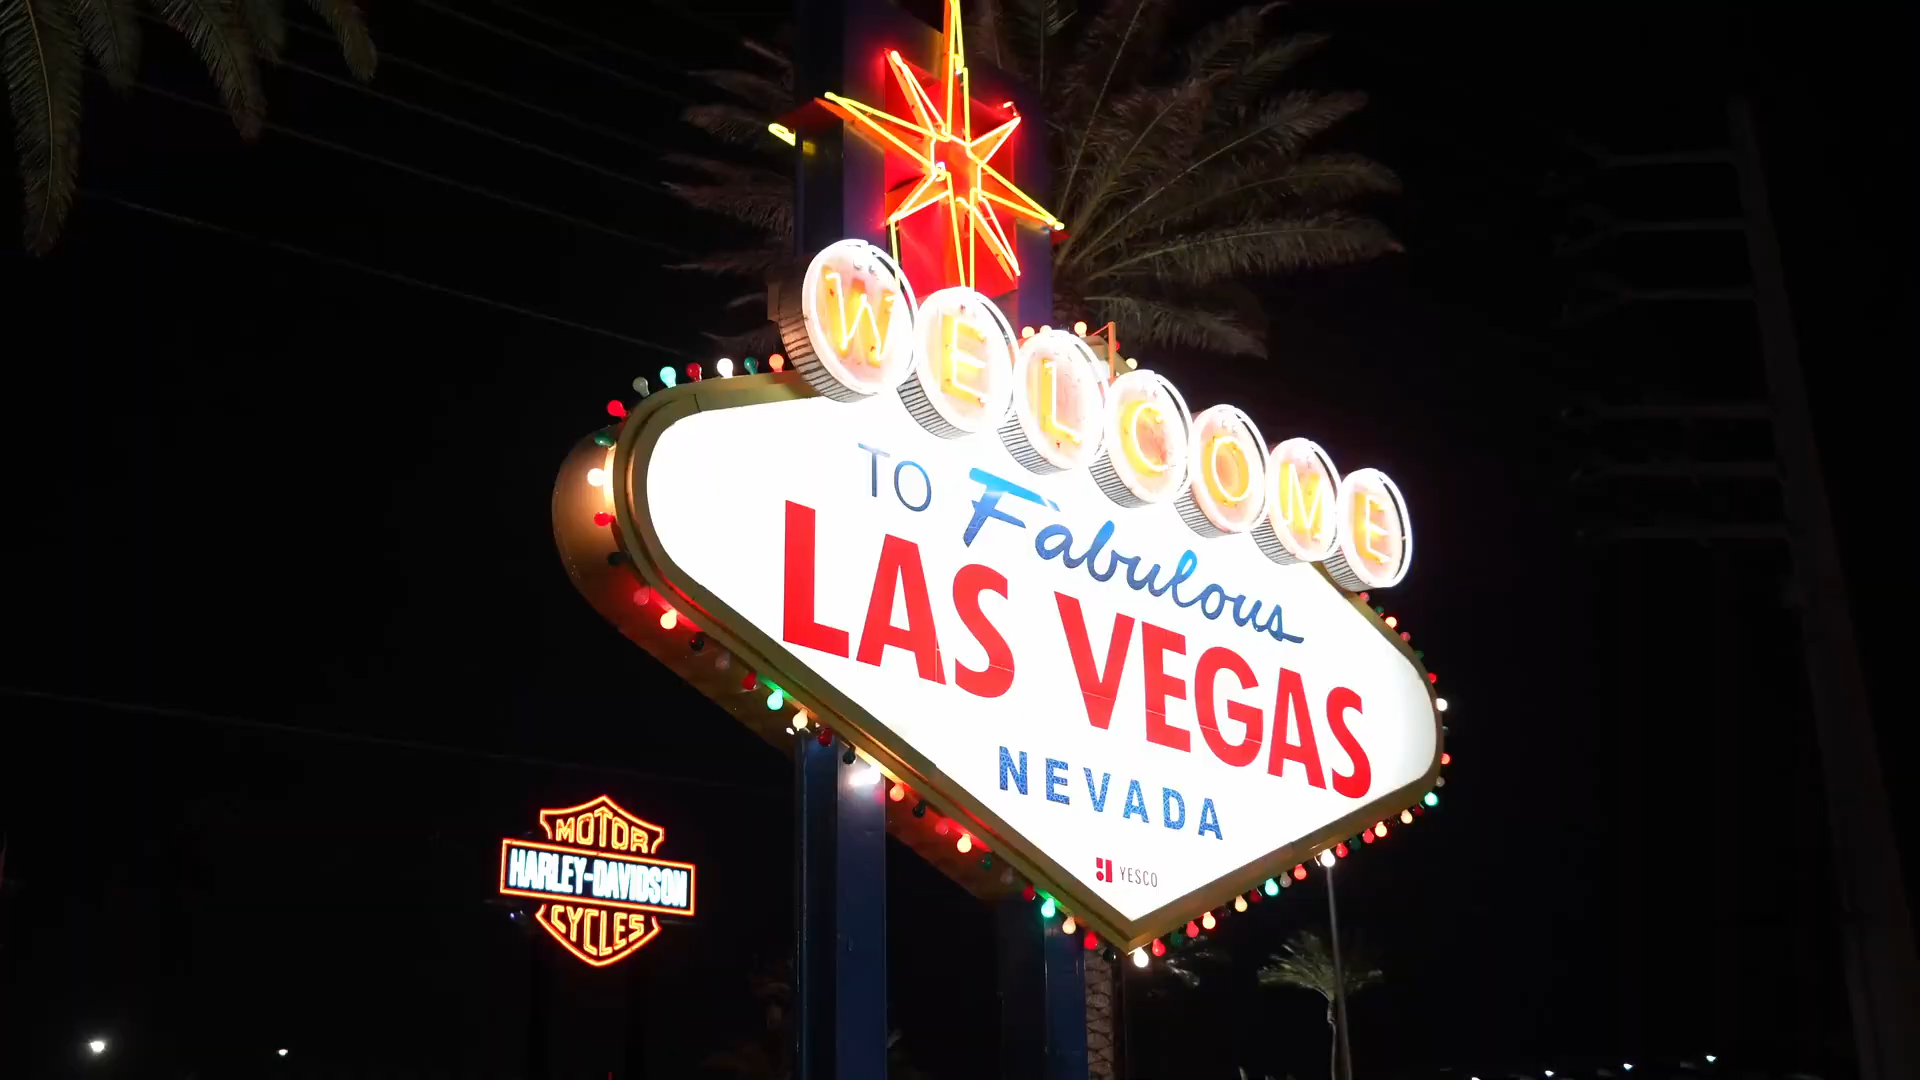 WELCOME
TO Fabulous
LAS VEGAS
NEVADA
YESCO
MOTOR
HARLEY-DAVIDSON
CYCLES